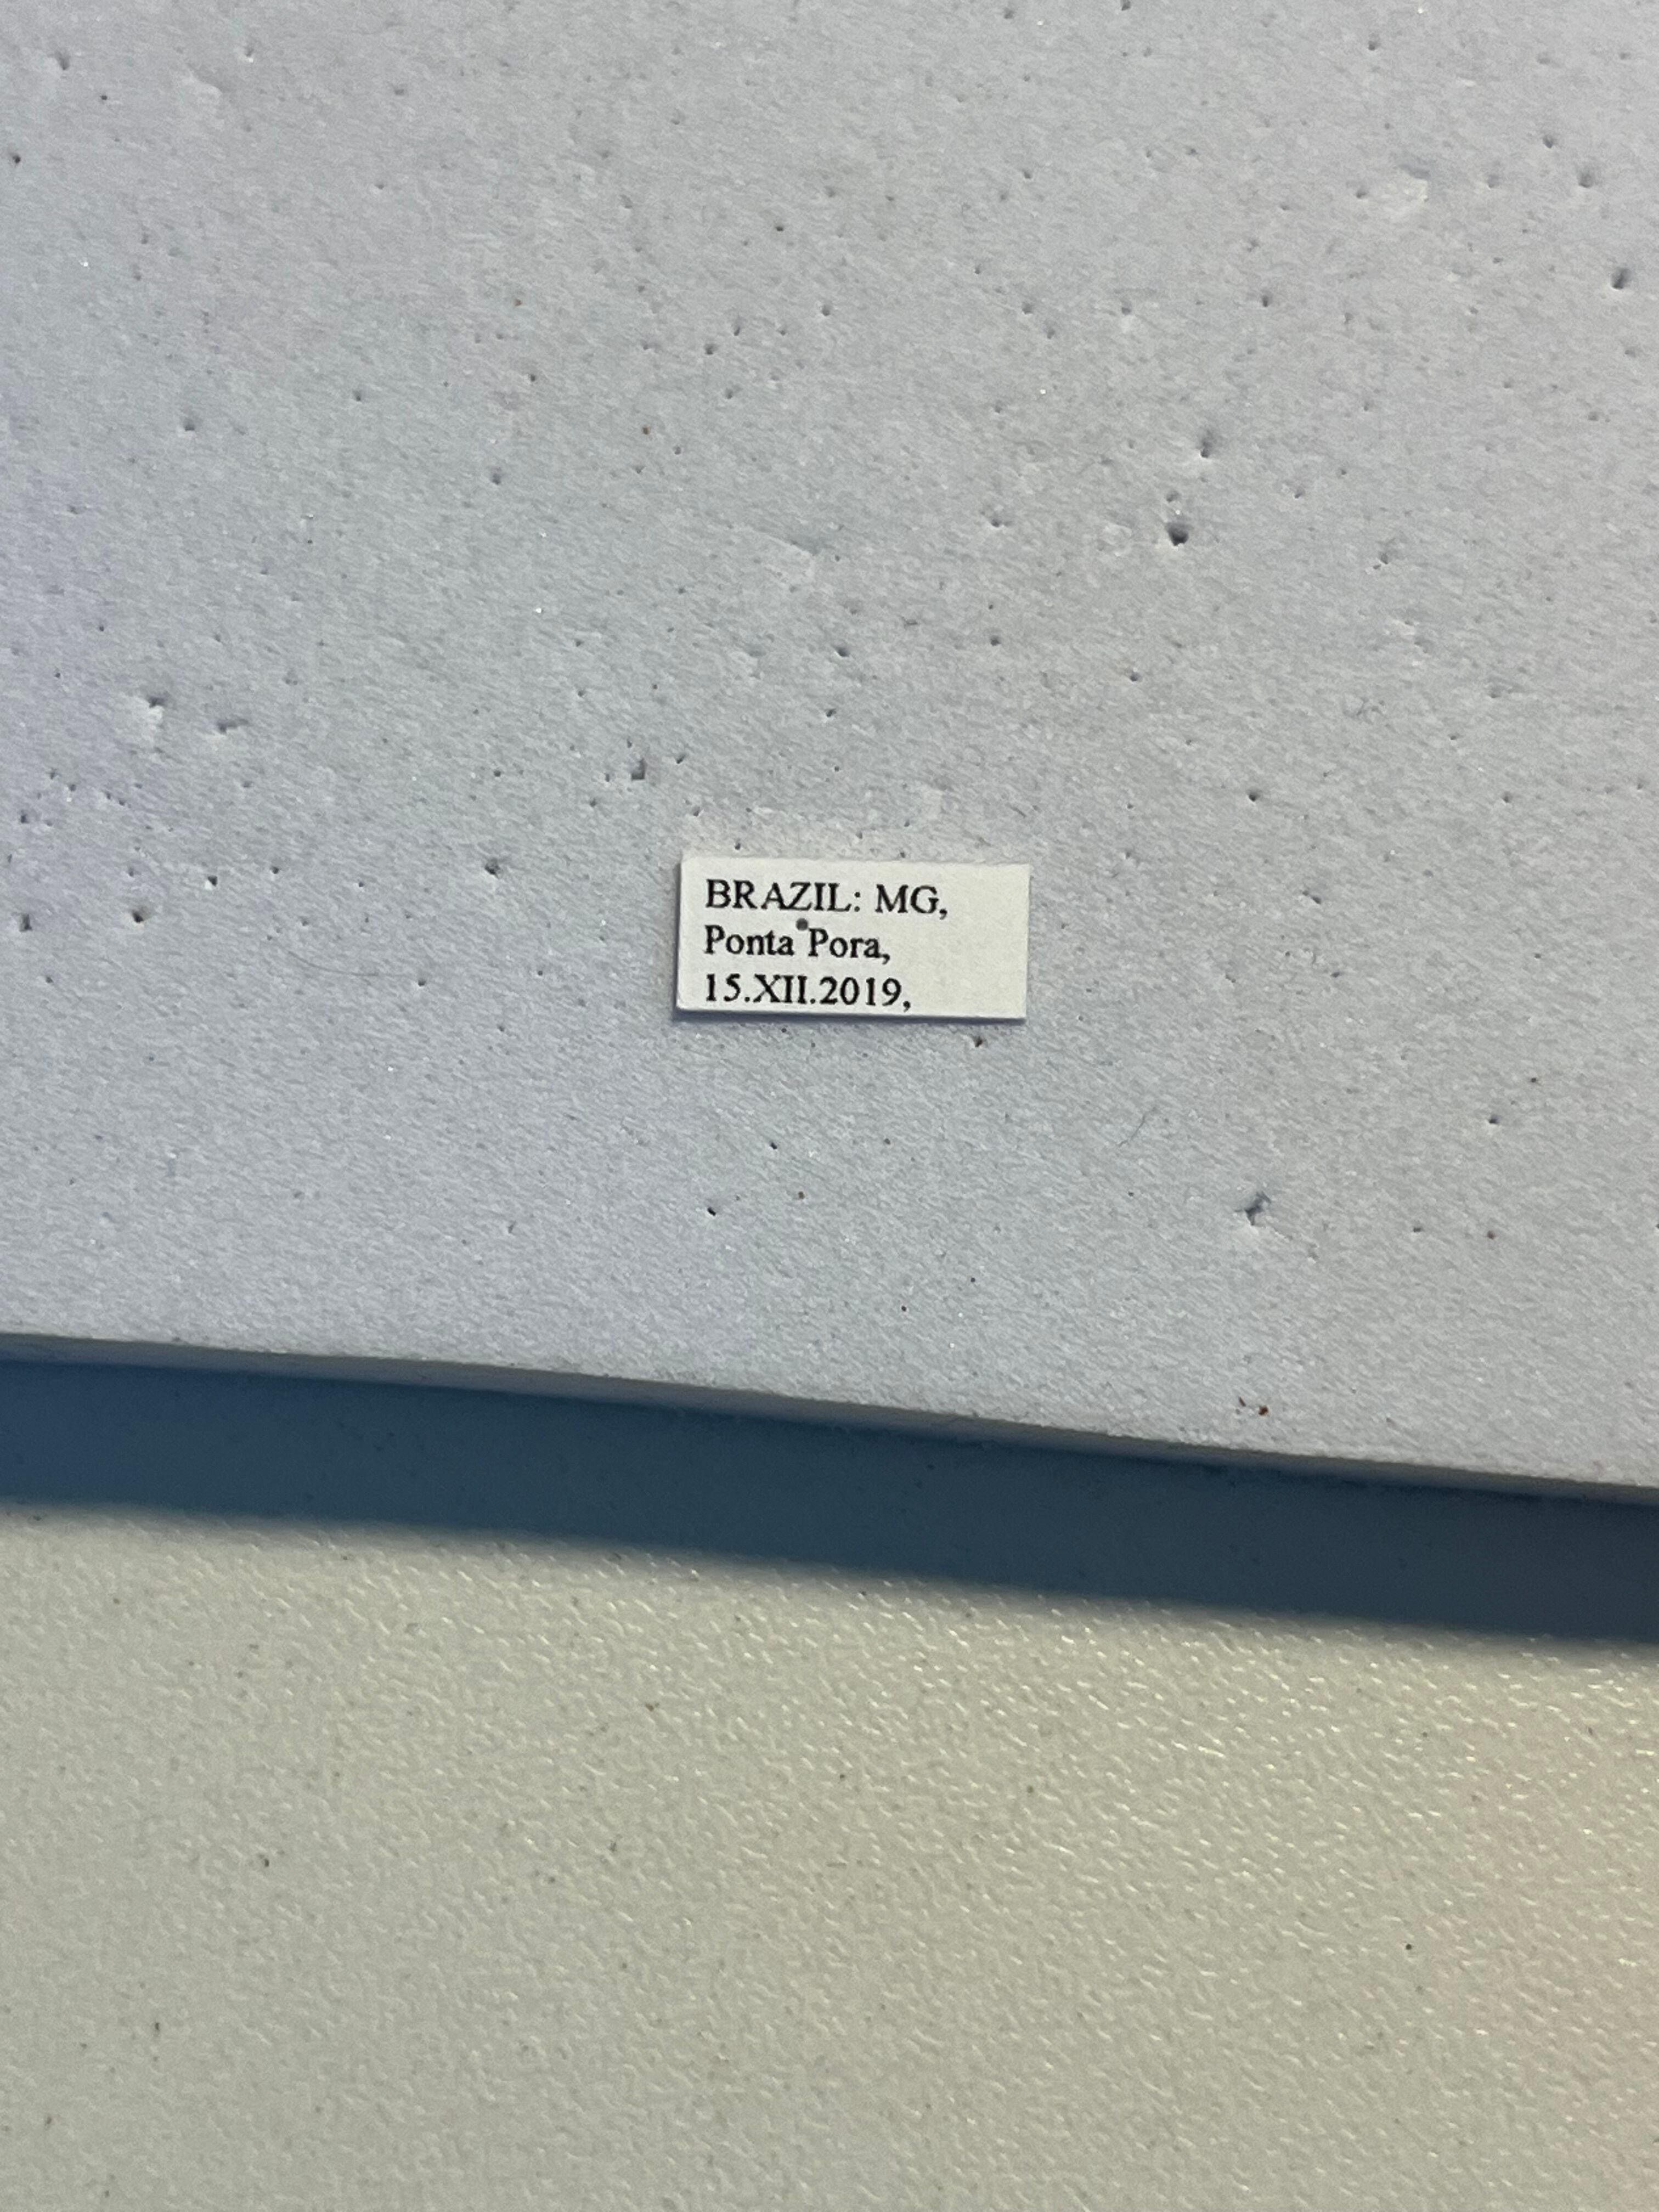 BRAZIL: MG,
Ponta Pora,
15.XII.2019,